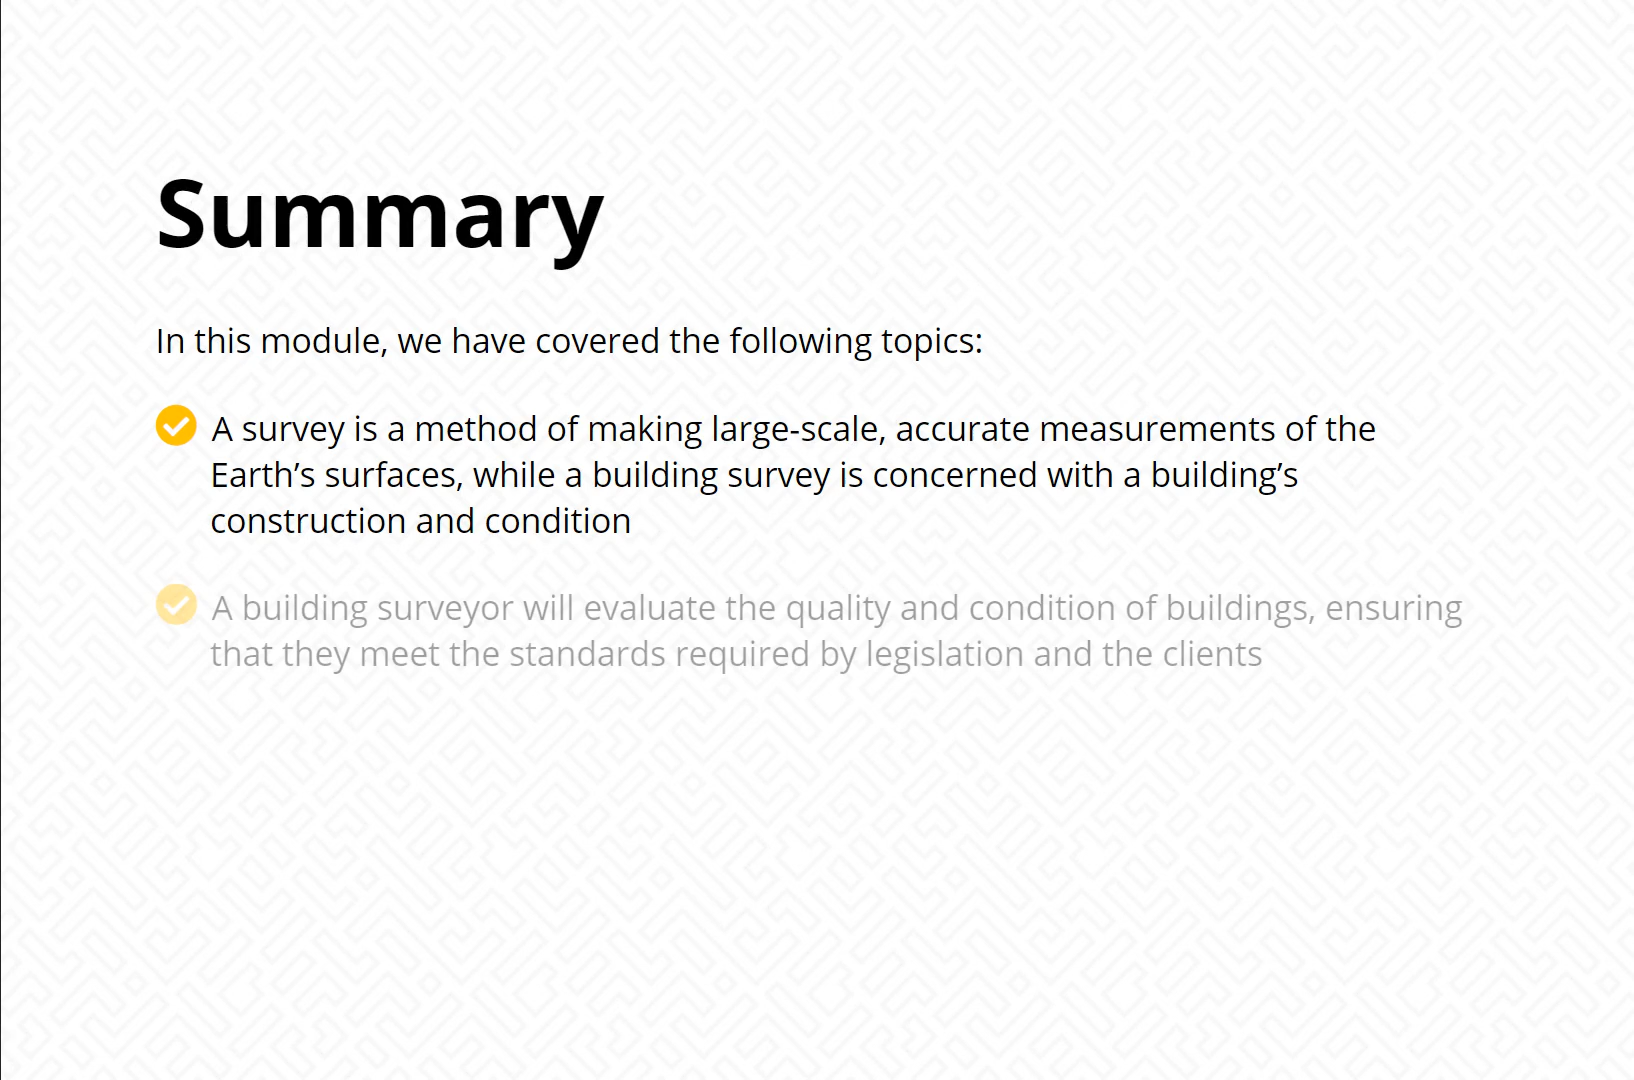 Summary
In this module, we have covered the following topics:
A survey is a method of making large-scale, accurate measurements of the
Earth’s surfaces, while a building survey is concerned with a building’s
construction and condition
A building surveyor will evaluate the quality and condition of buildings, ensuring
that they meet the standards required by legislation and the clients